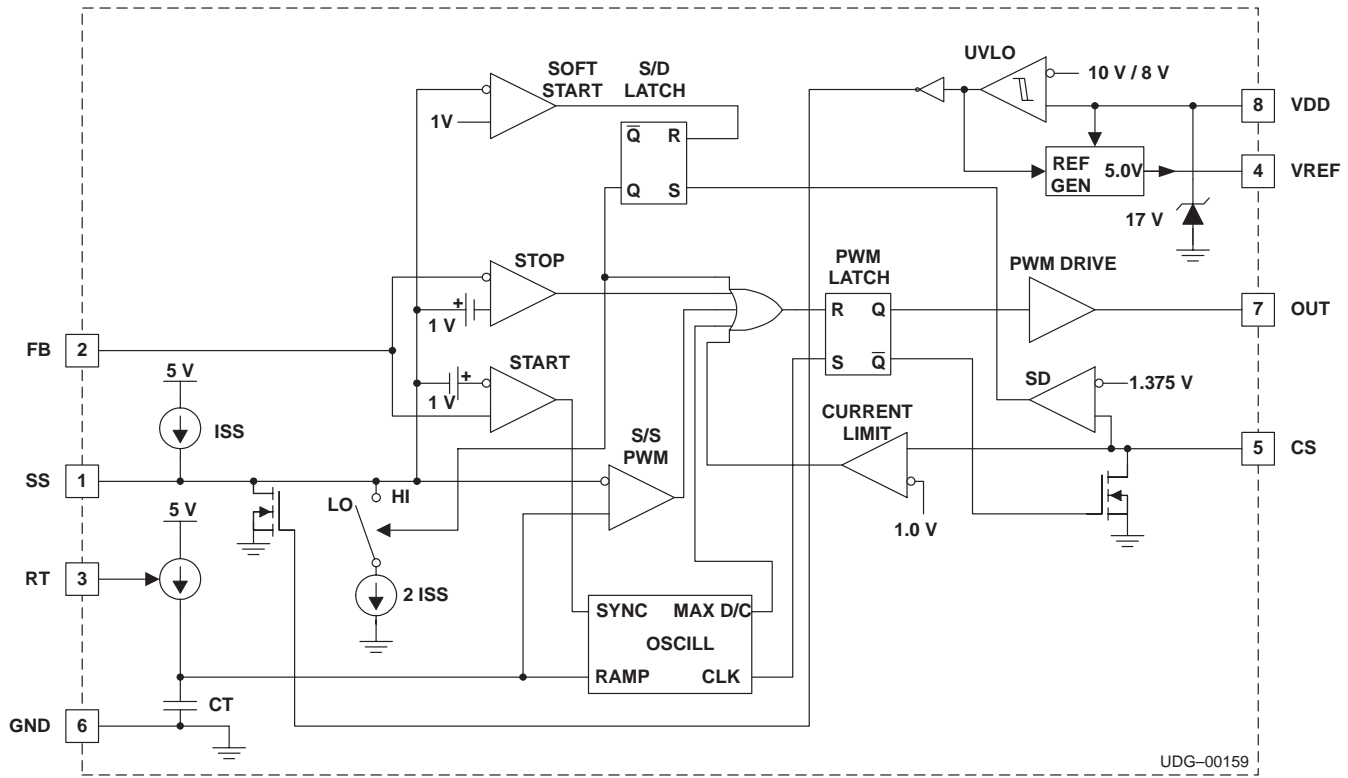 UVLO
SOFT
START
S/D
LATCH
10 V / 8 V
1V
Q
R
Q
S
8
VDD
REF
GEN
5.0V
4
VREF
17 V
STOP
PWM
LATCH
PWM DRIVE
+
1 V
R
Q
S
Q
7
OUT
FB
2
START
+
1 V
SD
1.375 V
5 V
ISS
CURRENT
LIMIT
S/S
PWM
5
CS
SS
1
HI
LO
1.0 V
5 V
RT
3
2 ISS
SYNC
MAX D/C
OSCILL
RAMP
CLK
CT
GND
6
UDG–00159